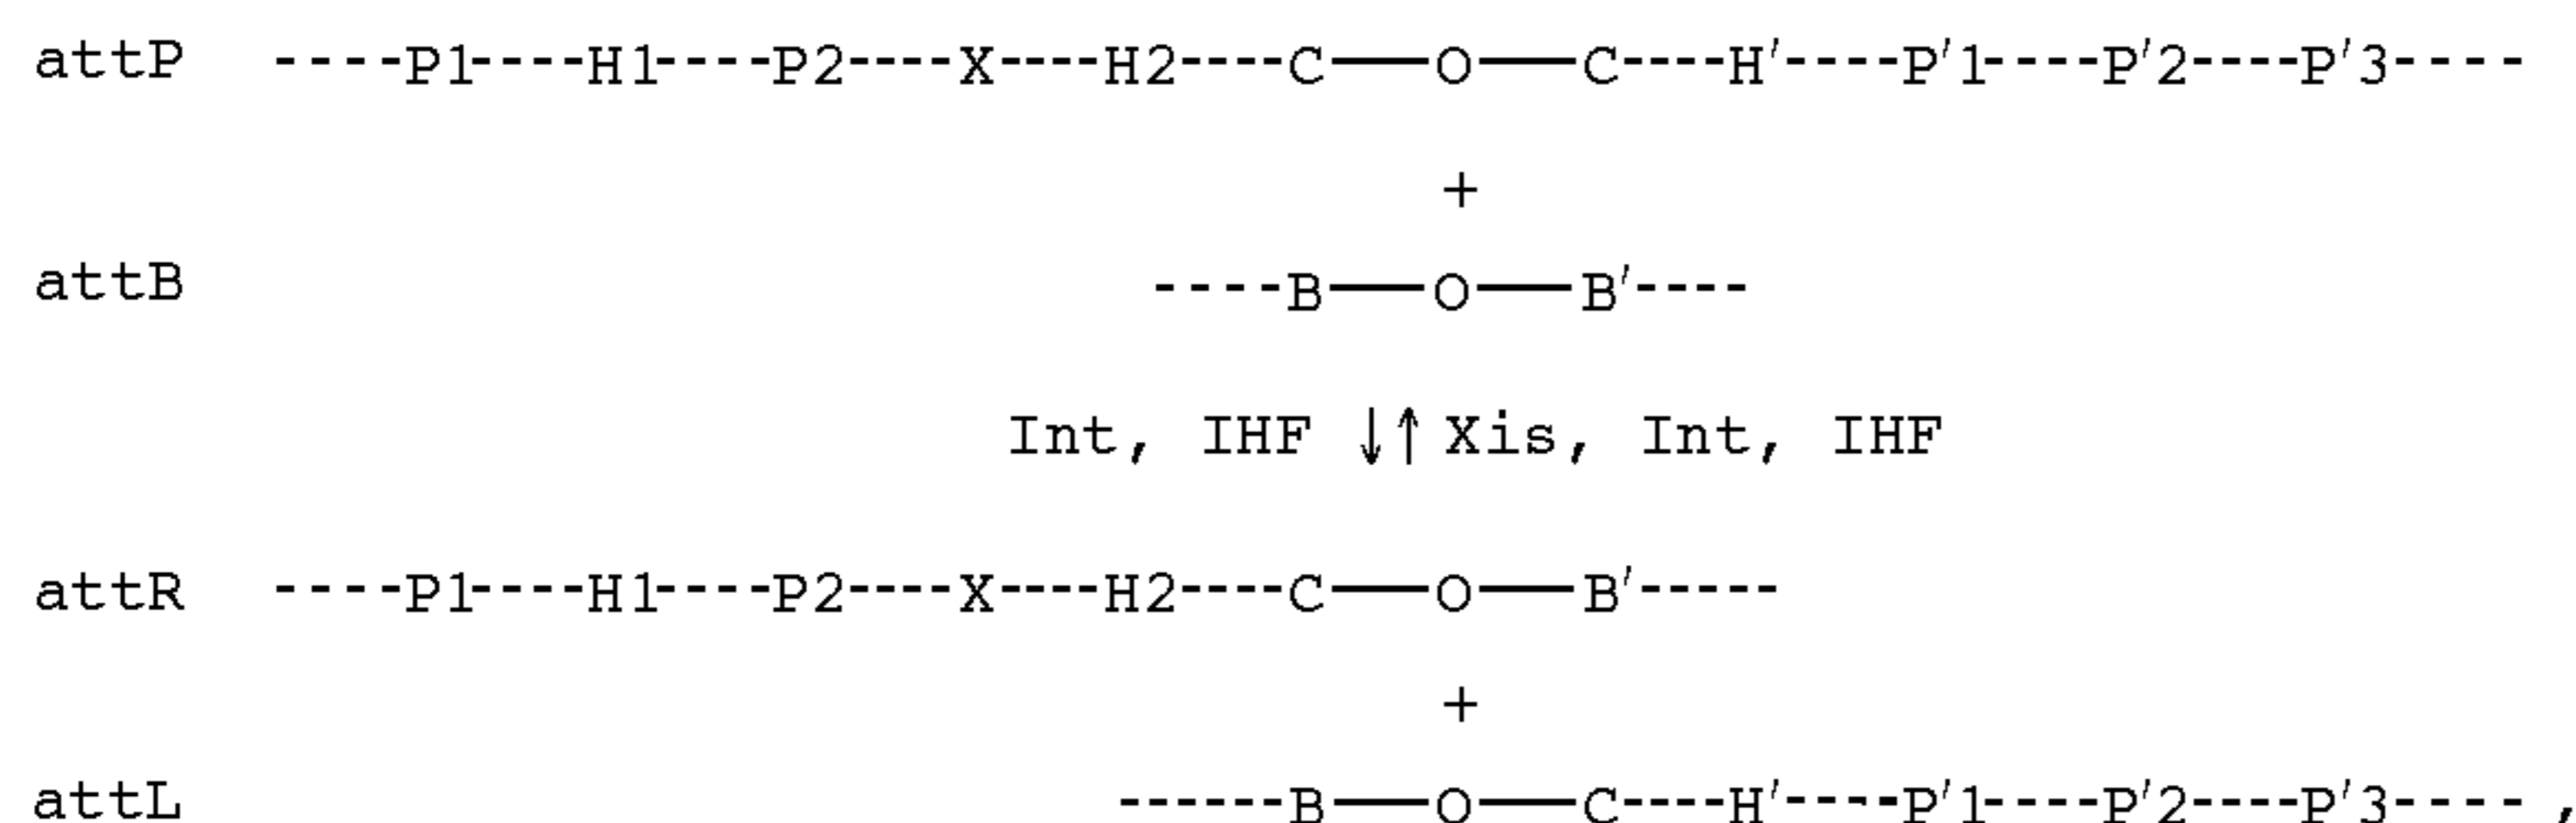 attP ----P1----H1----P2----X----H2----C——O——C----H′----P′1----P′2----P′3----
+
attB ----B——O——B′----
Int, IHF ↓↑ Xis, Int, IHF
attR ----P1----H1----P2----X----H2----C——O——B′-----
+
attL ------B——O——C----H′-----P′1----P′2----P′3---- ,